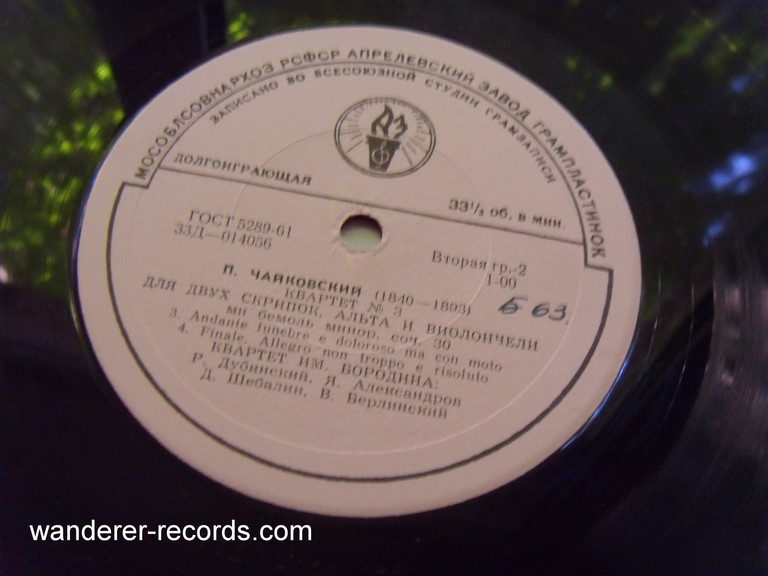 МОСОБЛСОВНАРХОЗ РСФСР АПРЕЛЕВСКИЙ ЗАВОД ГРАМПЛАСТИНОК
ЗАПИСАНО ВО ВСЕСОЮЗНОЙ СТУДИИ ГРАМЗАПИСИ
ДОЛГОИГРАЮЩАЯ
33⅓ об. в мин.
ГОСТ 5289-61
33Д—014056
Вторая гр.-2
1-00
П. ЧАЙКОВСКИЙ (1840—1893)
Б 63.
КВАРТЕТ № 3
ДЛЯ ДВУХ СКРИПОК, АЛЬТА И ВИОЛОНЧЕЛИ
ми бемоль минор, соч. 30
3. Andante funebre e doloroso ma con moto
4. Finale. Allegro non troppo e risoluto
КВАРТЕТ ИМ. БОРОДИНА:
Р. Дубинский, Я. Александров
Д. Шебалин, В. Берлинский
wanderer-records.com